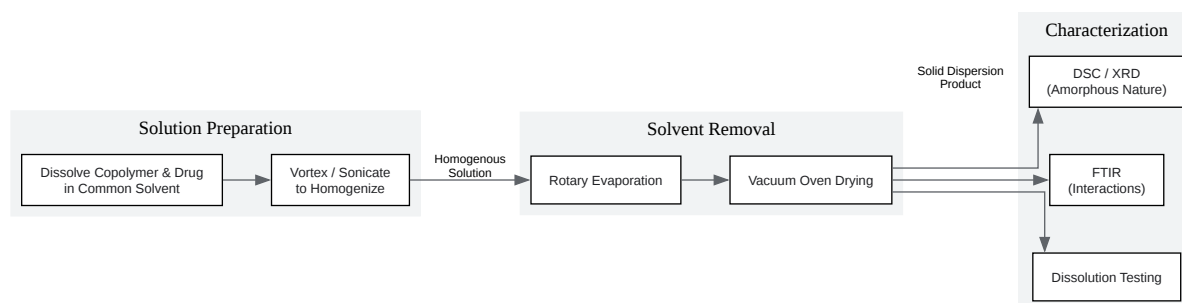 Characterization
Solid Dispersion
Product
DSC / XRD
(Amorphous Nature)
Solution Preparation
Solvent Removal
Dissolve Copolymer & Drug
in Common Solvent
Vortex / Sonicate
to Homogenize
Homogenous
Solution
Rotary Evaporation
Vacuum Oven Drying
FTIR
(Interactions)
Dissolution Testing